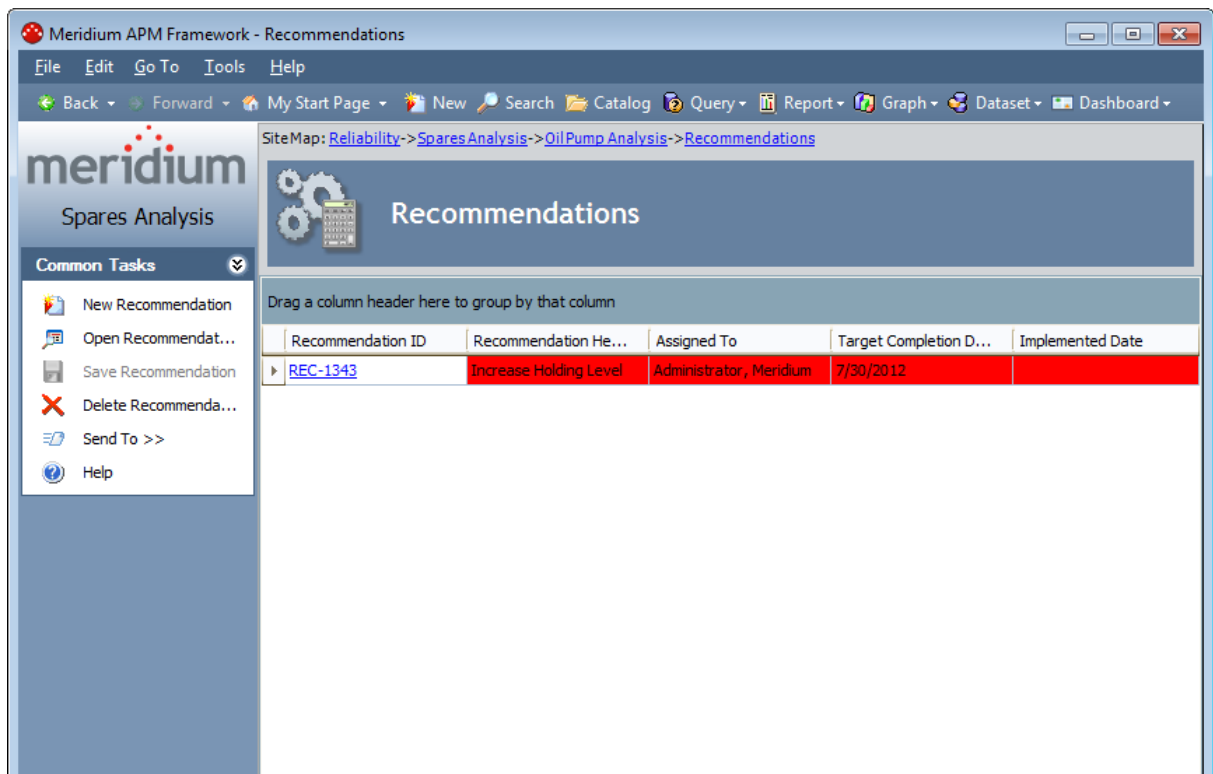 Meridium APM Framework - Recommendations
File Edit Go To Tools Help
Back Forward My Start Page New Search Catalog Query Report Graph Dataset Dashboard
meridium
Spares Analysis
Site Map: Reliability->Spares Analysis->Oil Pump Analysis->Recommendations
Recommendations
Common Tasks
New Recommendation
Open Recommendat...
Save Recommendation
Delete Recommenda...
Send To >>
Help
Drag a column header here to group by that column
Recommendation ID Recommendation He... Assigned To Target Completion D... Implemented Date
REC-1343 Increase Holding Level Administrator, Meridium 7/30/2012